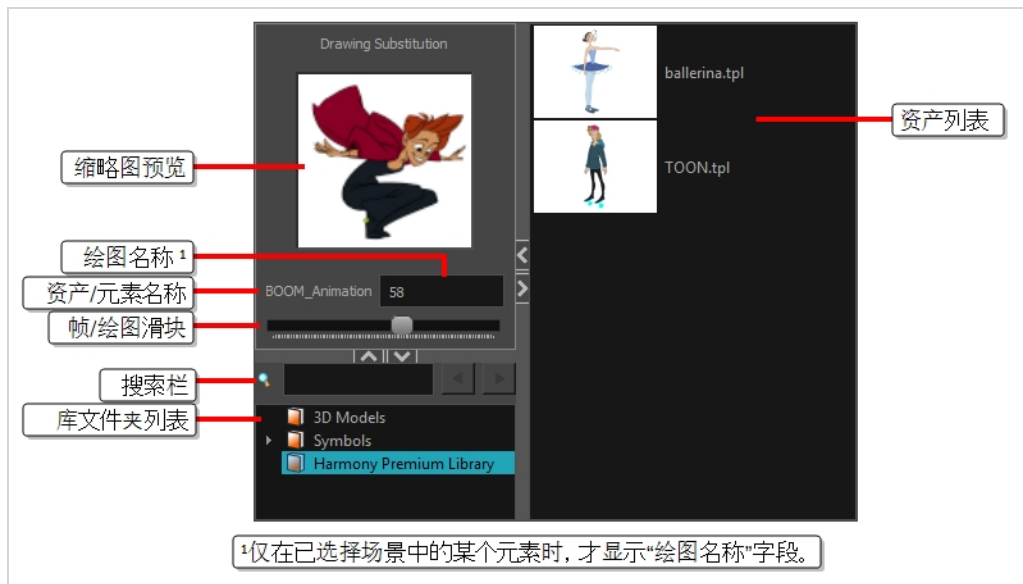 Drawing Substitution
ballerina.tpl
资产列表
缩略图预览
TOON.tpl
绘图名称 ¹
资产/元素名称
BOOM_Animation
58
帧/绘图滑块
搜索栏
库文件夹列表
3D Models
Symbols
Harmony Premium Library
¹仅在已选择场景中的某个元素时, 才显示“绘图名称”字段。